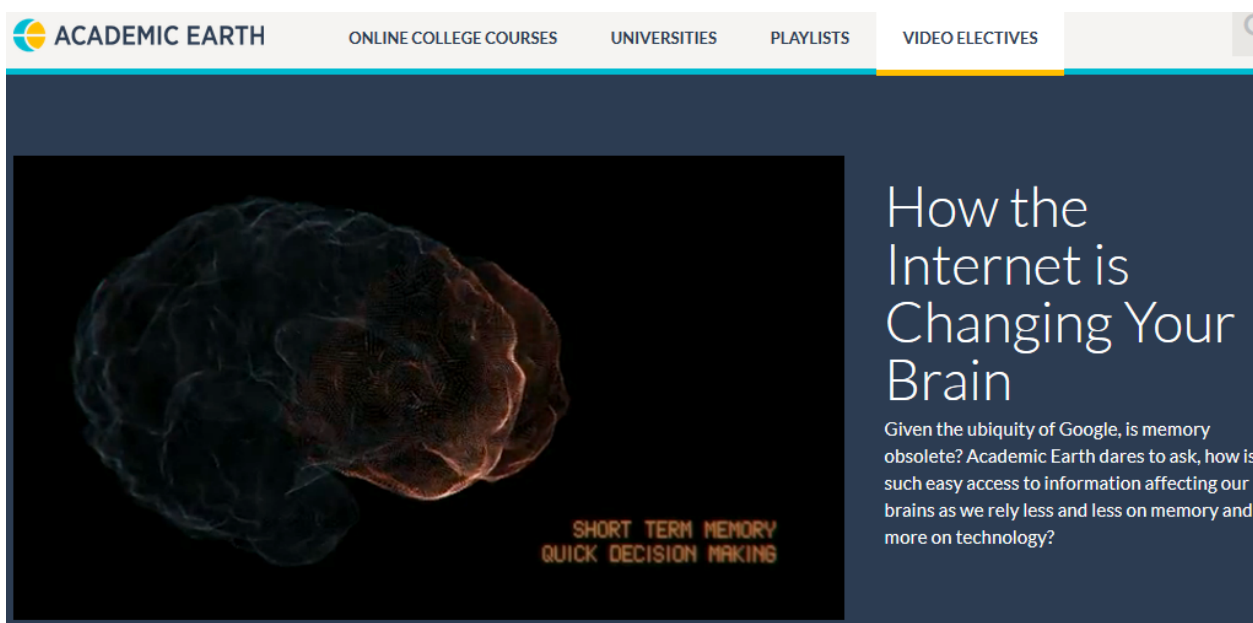 ACADEMIC EARTH ONLINE COLLEGE COURSES UNIVERSITIES PLAYLISTS VIDEO ELECTIVES
SHORT TERM MEMORY
QUICK DECISION MAKING
How the
Internet is
Changing Your
Brain
Given the ubiquity of Google, is memory
obsolete? Academic Earth dares to ask, how is
such easy access to information affecting our
brains as we rely less and less on memory and
more on technology?